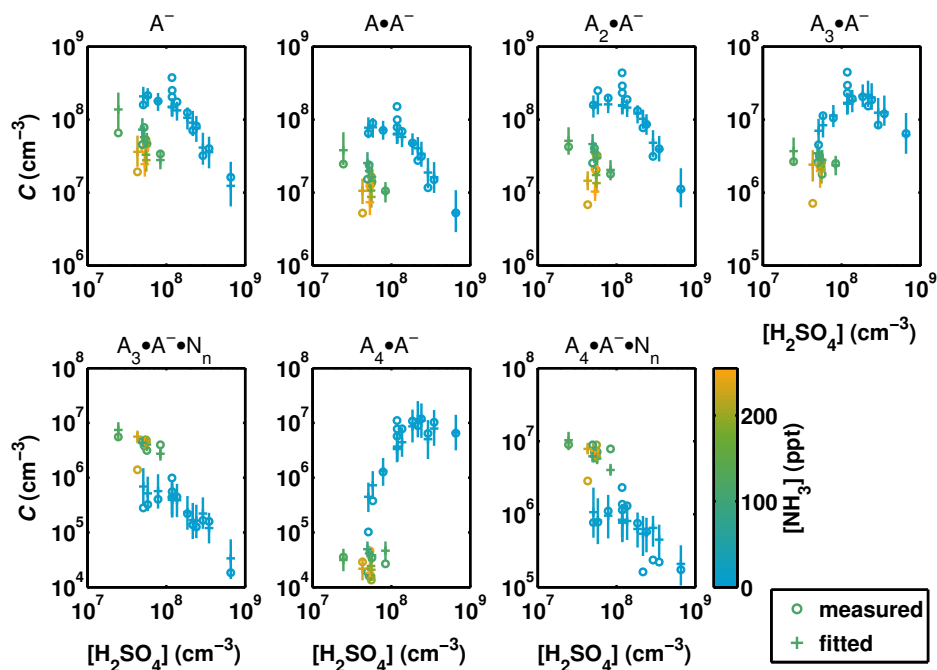 A⁻ A●A⁻ A₂●A⁻ A₃●A⁻
10⁹ 10⁹ 10⁹ 10⁸
10⁸ 10⁸ 10⁸ 10⁷
10⁷ 10⁷ 10⁷ 10⁶
10⁶ 10⁶ 10⁶ 10⁵
C (cm⁻³)
10⁷ 10⁸ 10⁹ 10⁷ 10⁸ 10⁹ 10⁷ 10⁸ 10⁹ 10⁷ 10⁸ 10⁹
[H₂SO₄] (cm⁻³)
A₃●A⁻●Nₙ A₄●A⁻ A₄●A⁻●Nₙ
10⁸ 10⁸ 10⁸
10⁷ 10⁷ 10⁷
10⁶ 10⁶ 10⁶
10⁵ 10⁵ 10⁵
10⁴ 10⁴
C (cm⁻³)
10⁷ 10⁸ 10⁹ 10⁷ 10⁸ 10⁹ 10⁷ 10⁸ 10⁹
[H₂SO₄] (cm⁻³) [H₂SO₄] (cm⁻³) [H₂SO₄] (cm⁻³)
200
100
0
[NH₃] (ppt)
measured
fitted